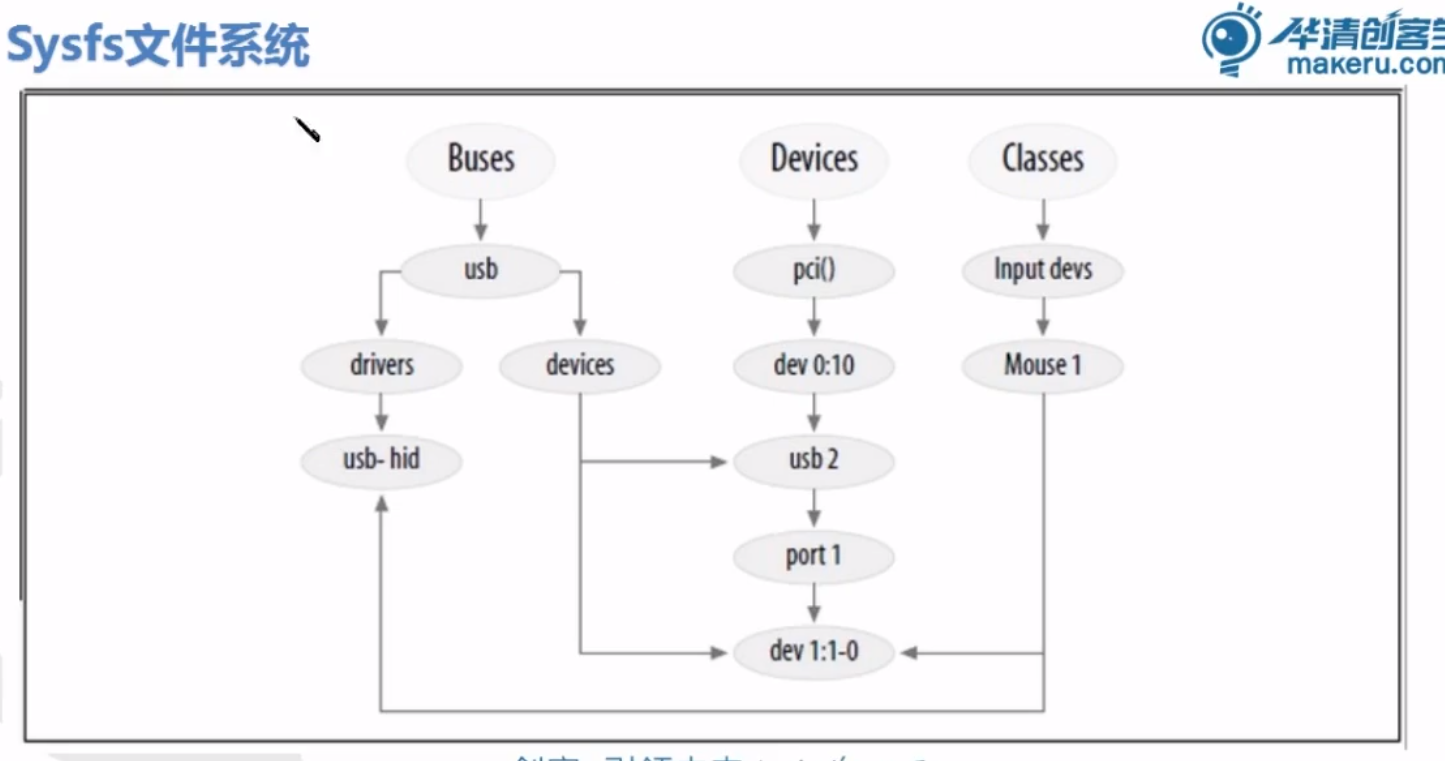 Sysfs文件系统
华清创客
makeru.com
Buses
Devices
Classes
usb
pci()
Input devs
drivers
devices
dev 0:10
Mouse 1
usb- hid
usb 2
port 1
dev 1:1-0